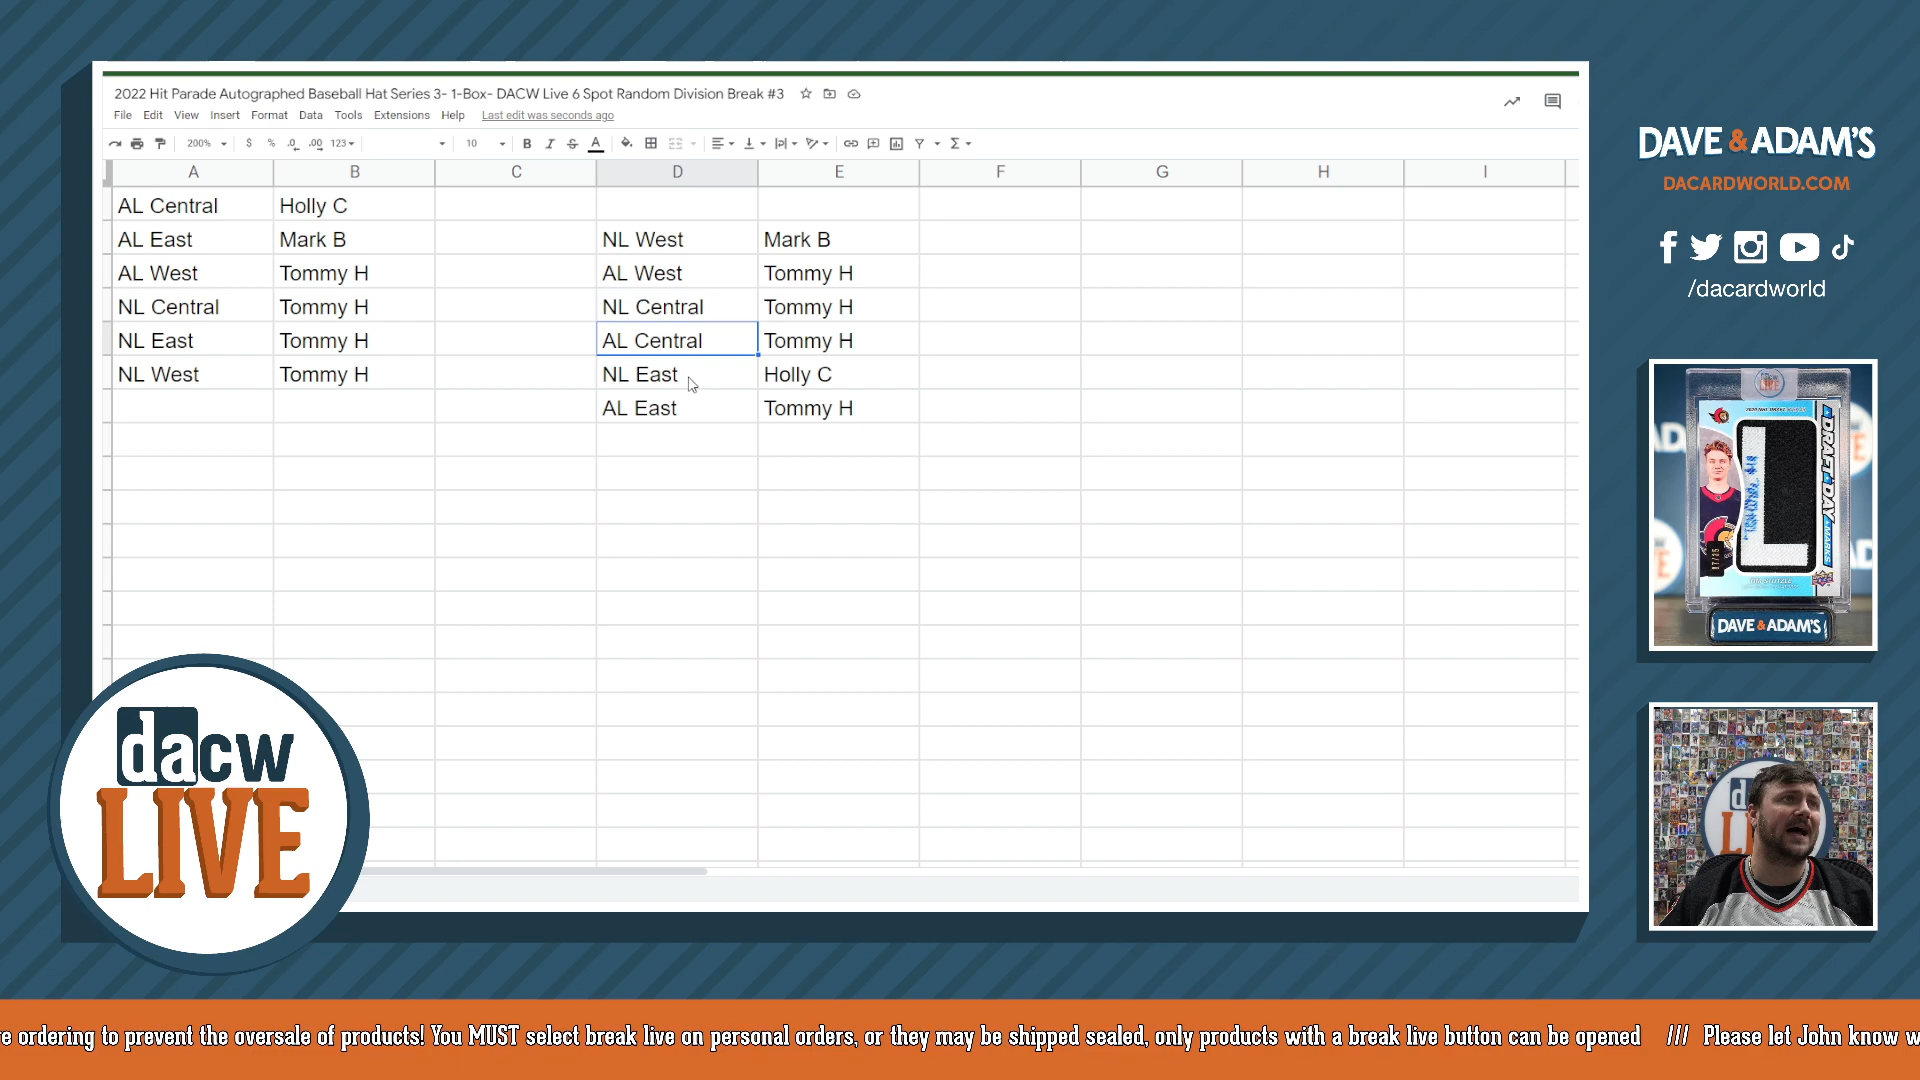 2022 Hit Parade Autographed Baseball Hat Series 3- 1-Box- DACW Live 6 Spot Random Division Break #3
File Edit View Insert Format Data Tools Extensions Help Last edit was seconds ago
200% $ % .0 .00 123 10 B I S A
A B C D E F G H I
AL Central Holly C
AL East Mark B NL West Mark B
AL West Tommy H AL West Tommy H
NL Central Tommy H NL Central Tommy H
NL East Tommy H AL Central Tommy H
NL West Tommy H NL East Holly C
AL East Tommy H
dacw
LIVE
DAVE & ADAM'S
DACARDWORLD.COM
/dacardworld
DRAFT DAY MARKS
L
DAVE & ADAM'S
e ordering to prevent the oversale of products! You MUST select break live on personal orders, or they may be shipped sealed, only products with a break live button can be opened /// Please let John know w